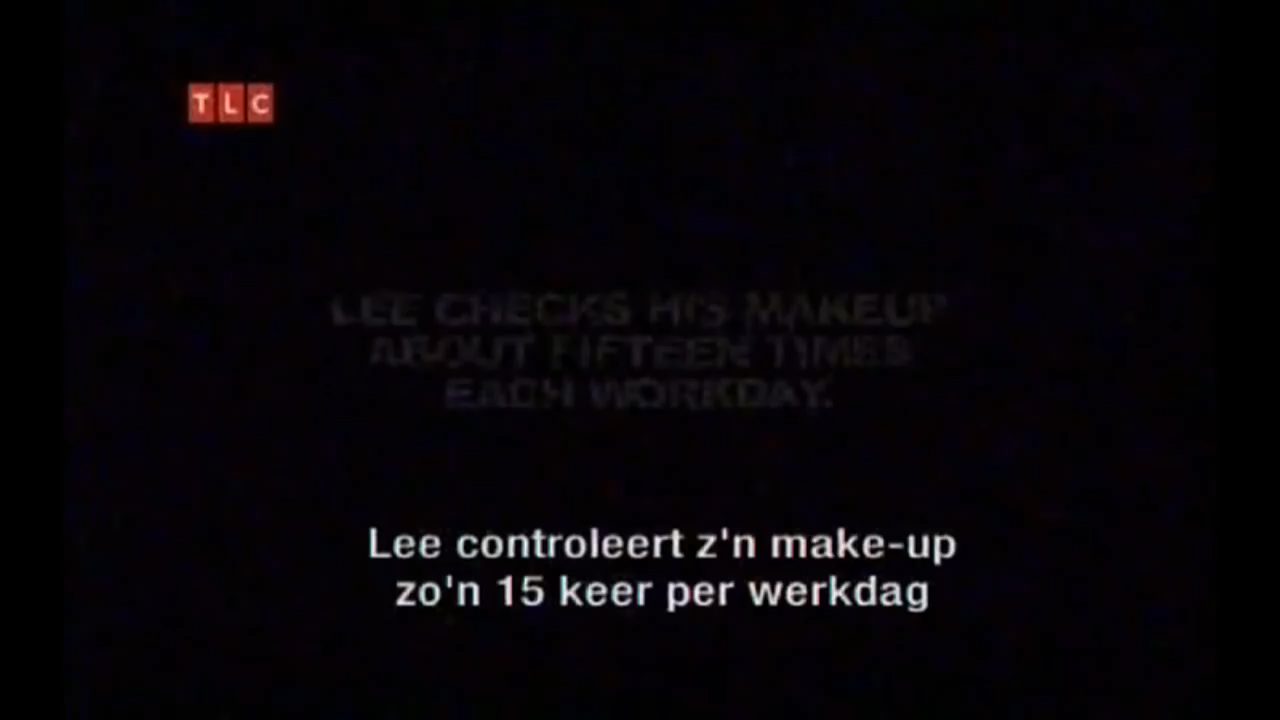 TLC
LEE CHECKS HIS MAKEUP
ABOUT FIFTEEN TIMES
EACH WORKDAY.
Lee controleert z'n make-up
zo'n 15 keer per werkdag